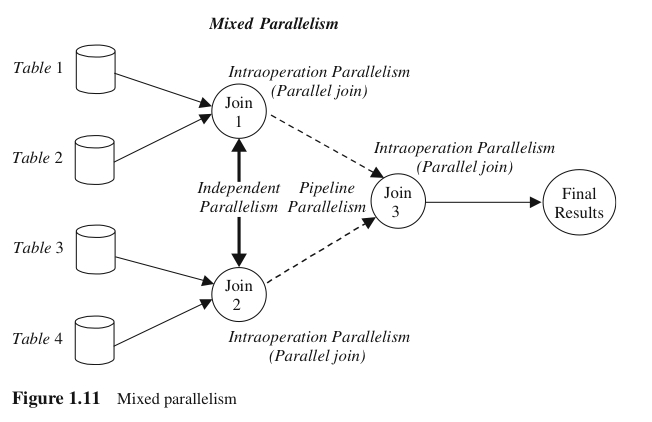 Mixed Parallelism
Table 1
Intraoperation Parallelism
(Parallel join)
Join
1
Table 2
Intraoperation Parallelism
(Parallel join)
Independent
Parallelism
Pipeline
Parallelism
Join
3
Final
Results
Table 3
Join
2
Table 4
Intraoperation Parallelism
(Parallel join)
Figure 1.11 Mixed parallelism